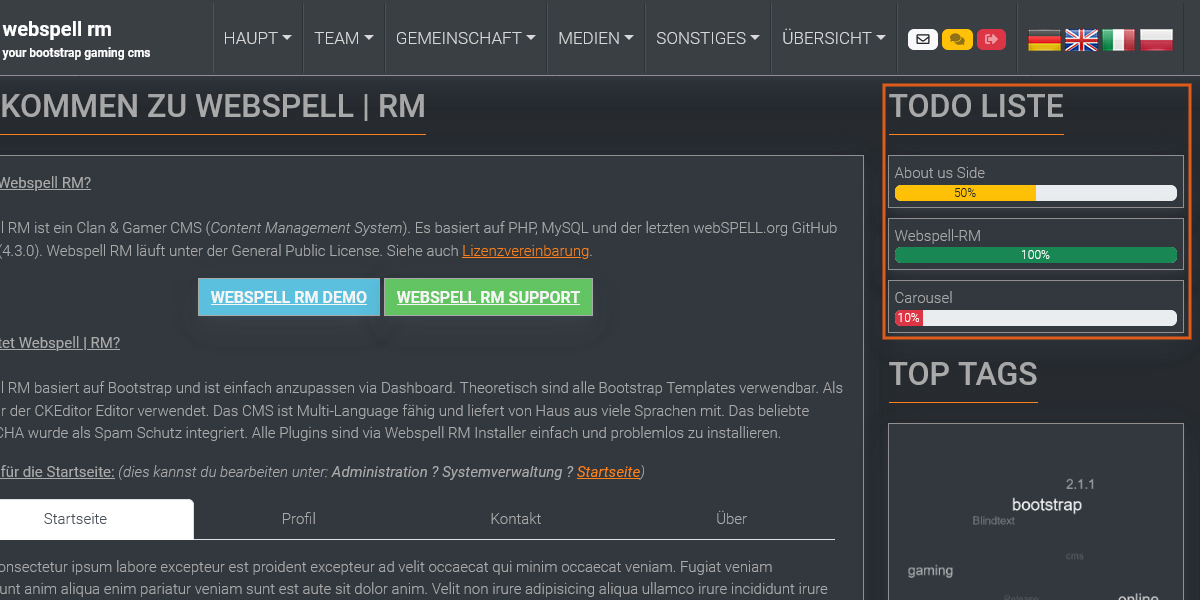 webspell rm
your bootstrap gaming cms
HAUPT
TEAM
GEMEINSCHAFT
MEDIEN
SONSTIGES
ÜBERSICHT
KOMMEN ZU WEBSPELL | RM
Webspell RM?
l RM ist ein Clan & Gamer CMS (Content Management System). Es basiert auf PHP, MySQL und der letzten webSPELL.org GitHub
(4.3.0). Webspell RM läuft unter der General Public License. Siehe auch Lizenzvereinbarung.
WEBSPELL RM DEMO
WEBSPELL RM SUPPORT
tet Webspell | RM?
l RM basiert auf Bootstrap und ist einfach anzupassen via Dashboard. Theoretisch sind alle Bootstrap Templates verwendbar. Als
r der CKEditor Editor verwendet. Das CMS ist Multi-Language fähig und liefert von Haus aus viele Sprachen mit. Das beliebte
CHA wurde als Spam Schutz integriert. Alle Plugins sind via Webspell RM Installer einfach und problemlos zu installieren.
für die Startseite: (dies kannst du bearbeiten unter: Administration ? Systemverwaltung ? Startseite)
Startseite
Profil
Kontakt
Über
onsectetur ipsum labore excepteur est proident excepteur ad velit occaecat qui minim occaecat veniam. Fugiat veniam
unt anim aliqua enim pariatur veniam sunt est aute sit dolor anim. Velit non irure adipisicing aliqua ullamco irure incididunt irure
TODO LISTE
About us Side
50%
Webspell-RM
100%
Carousel
10%
TOP TAGS
2.1.1
bootstrap
Blindtext
cms
gaming
Release
online